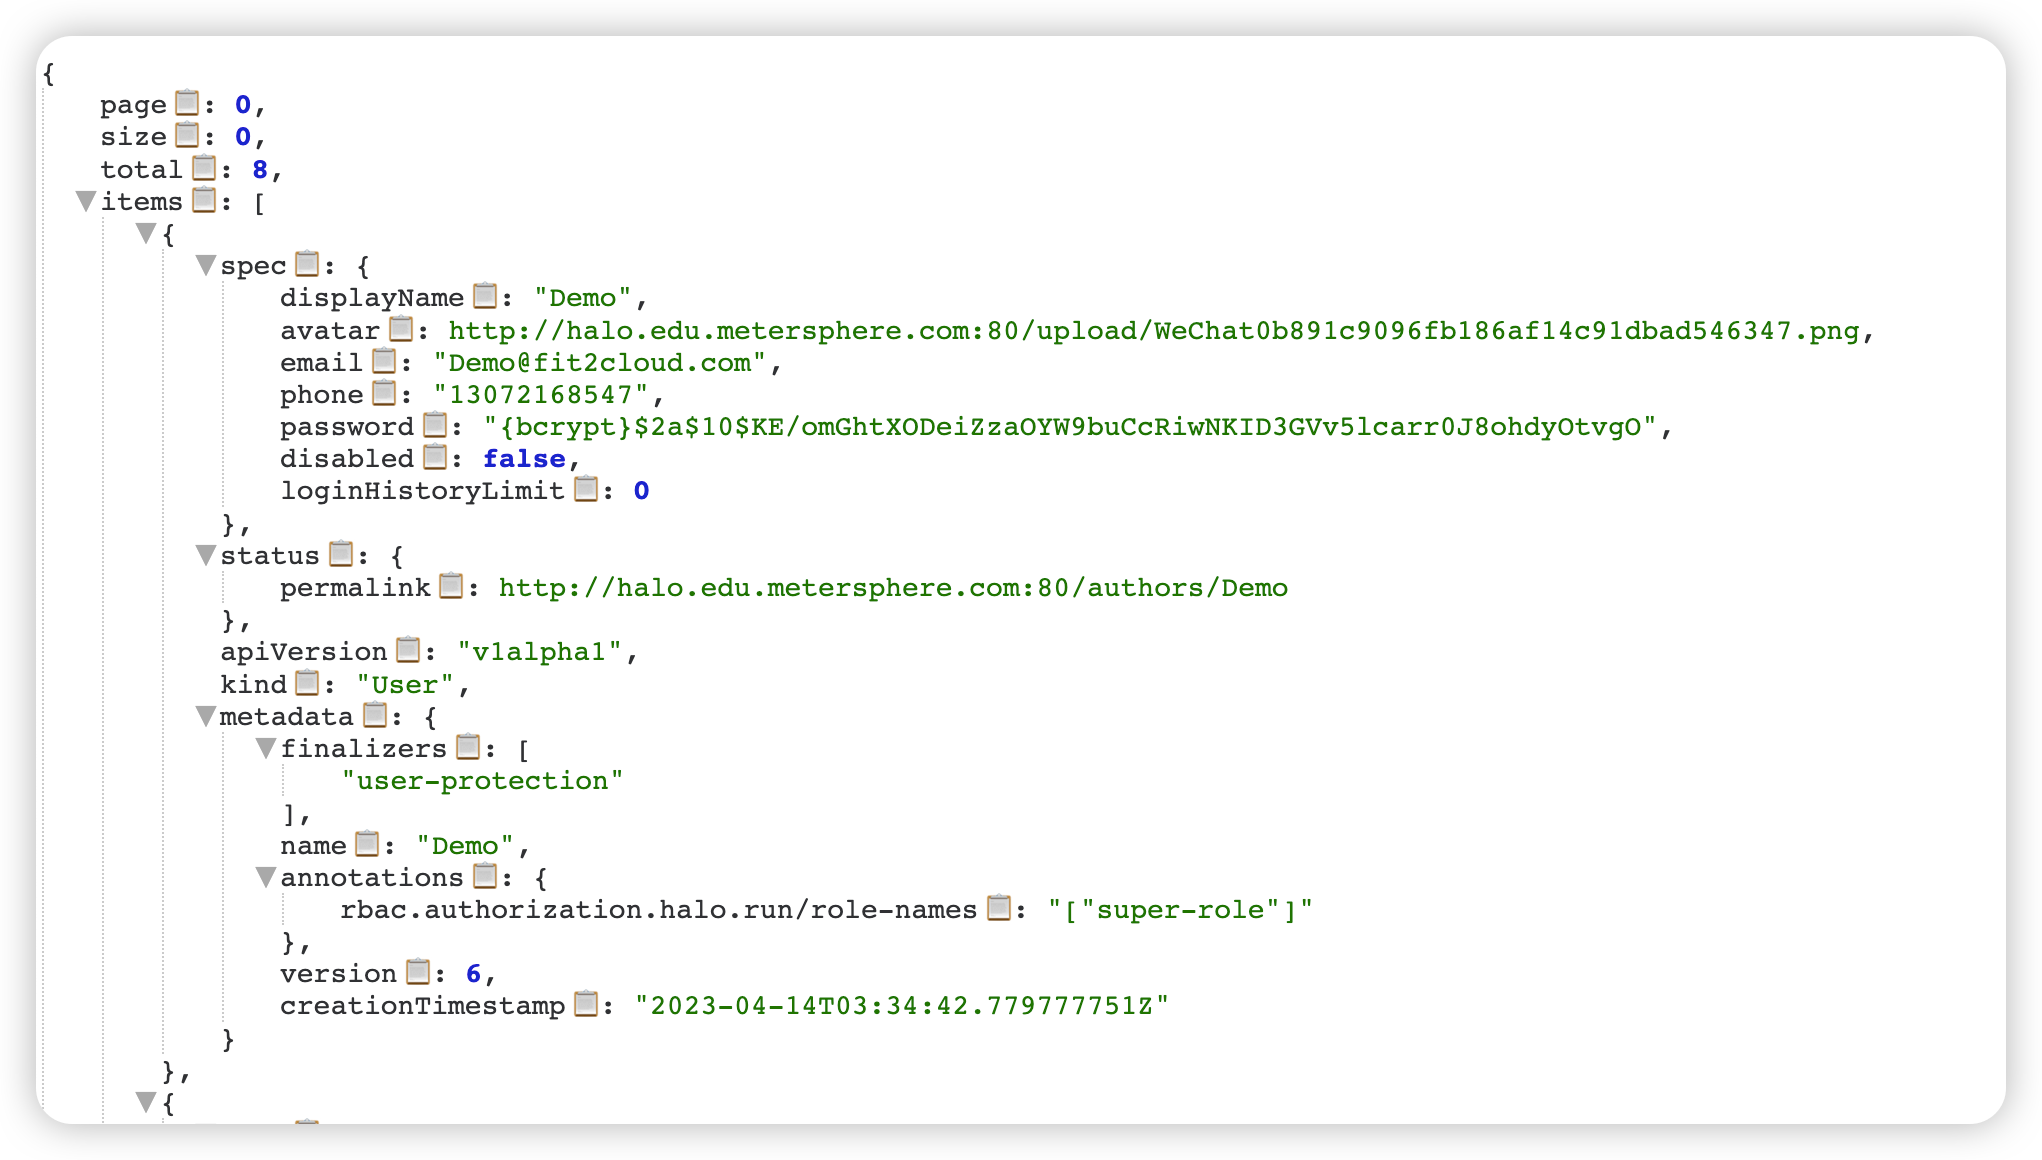 {
page: 0,
size: 0,
total: 8,
items: [
{
spec: {
displayName: "Demo",
avatar: http://halo.edu.metersphere.com:80/upload/WeChat0b891c9096fb186af14c91dbad546347.png,
email: "Demo@fit2cloud.com",
phone: "13072168547",
password: "{bcrypt}$2a$10$KE/omGhtXODeiZzaOYW9buCcRiwNKID3GVv5lcarr0J8ohdyOtvgO",
disabled: false,
loginHistoryLimit: 0
},
status: {
permalink: http://halo.edu.metersphere.com:80/authors/Demo
},
apiVersion: "v1alpha1",
kind: "User",
metadata: {
finalizers: [
"user-protection"
],
name: "Demo",
annotations: {
rbac.authorization.halo.run/role-names: "["super-role"]"
},
version: 6,
creationTimestamp: "2023-04-14T03:34:42.779777751Z"
}
},
{